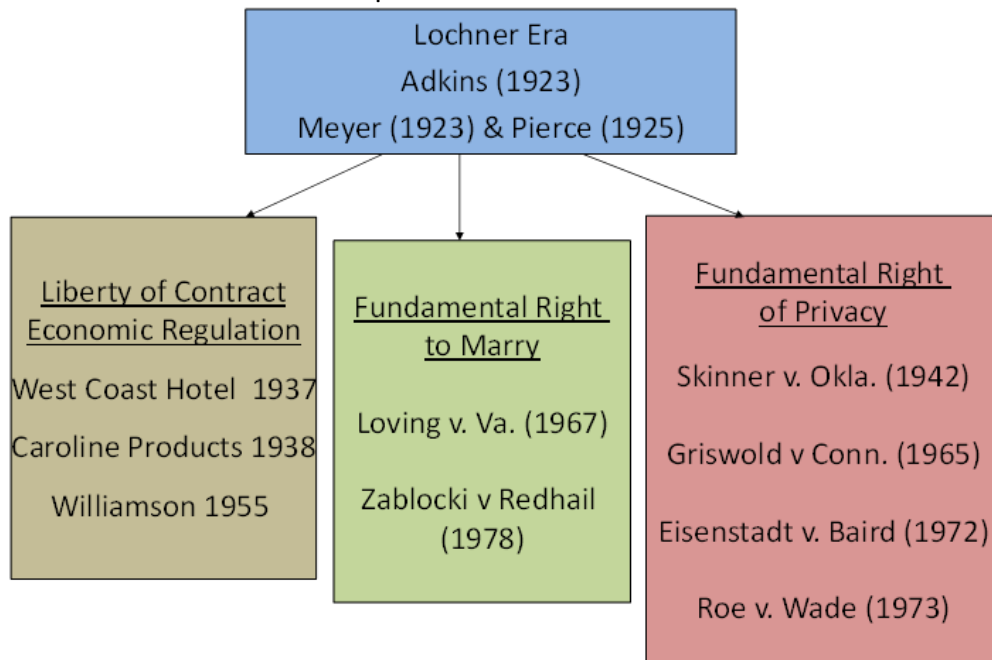 Lochner Era
Adkins (1923)
Meyer (1923) & Pierce (1925)
Liberty of Contract
Economic Regulation
West Coast Hotel  1937
Caroline Products 1938
Williamson 1955
Fundamental Right
to Marry
Loving v. Va. (1967)
Zablocki v Redhail
(1978)
Fundamental Right
of Privacy
Skinner v. Okla. (1942)
Griswold v Conn. (1965)
Eisenstadt v. Baird (1972)
Roe v. Wade (1973)